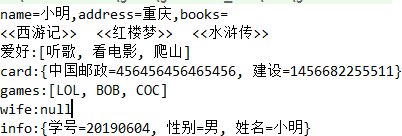 name=小明,address=重庆,books=
<<西游记>>  <<红楼梦>>  <<水浒传>>
爱好:[听歌, 看电影, 爬山]
card:{中国邮政=456456456465456, 建设=1456682255511}
games:[LOL, BOB, COC]
wife:null
info:{学号=20190604, 性别=男, 姓名=小明}